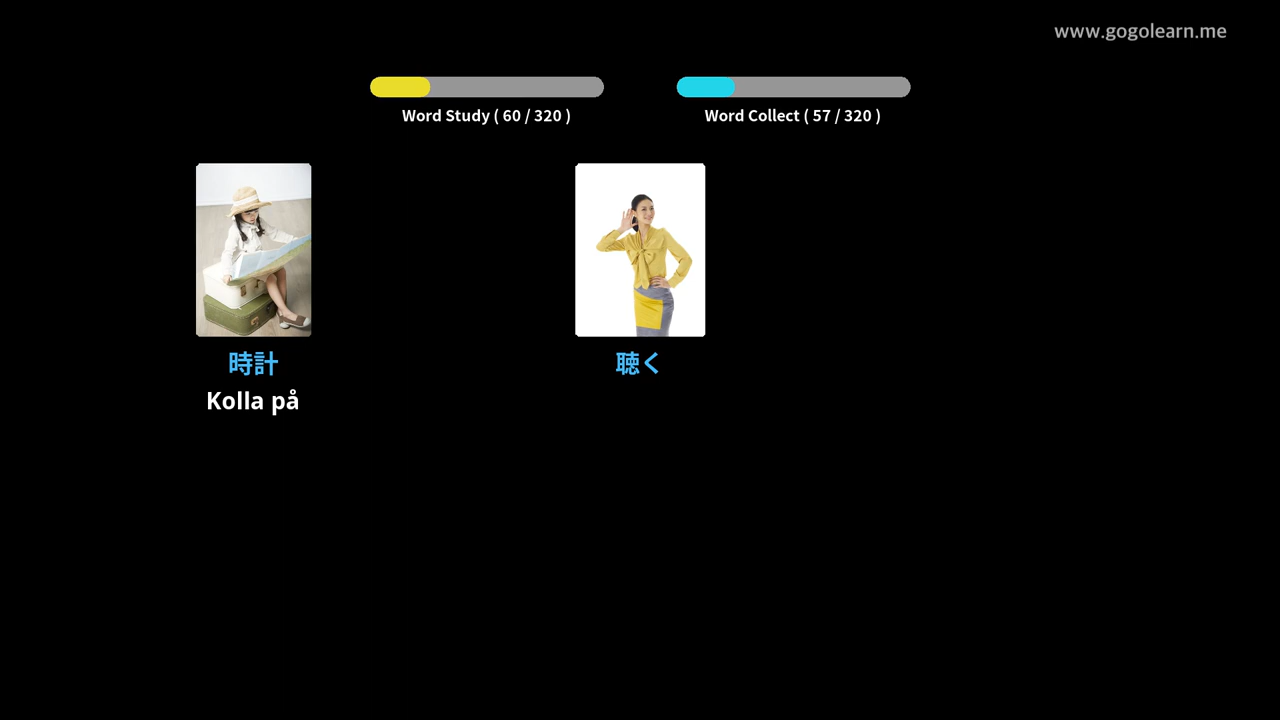 www.gogolearn.me
Word Study ( 60 / 320 )
Word Collect ( 57 / 320 )
時計
Kolla på
聴く